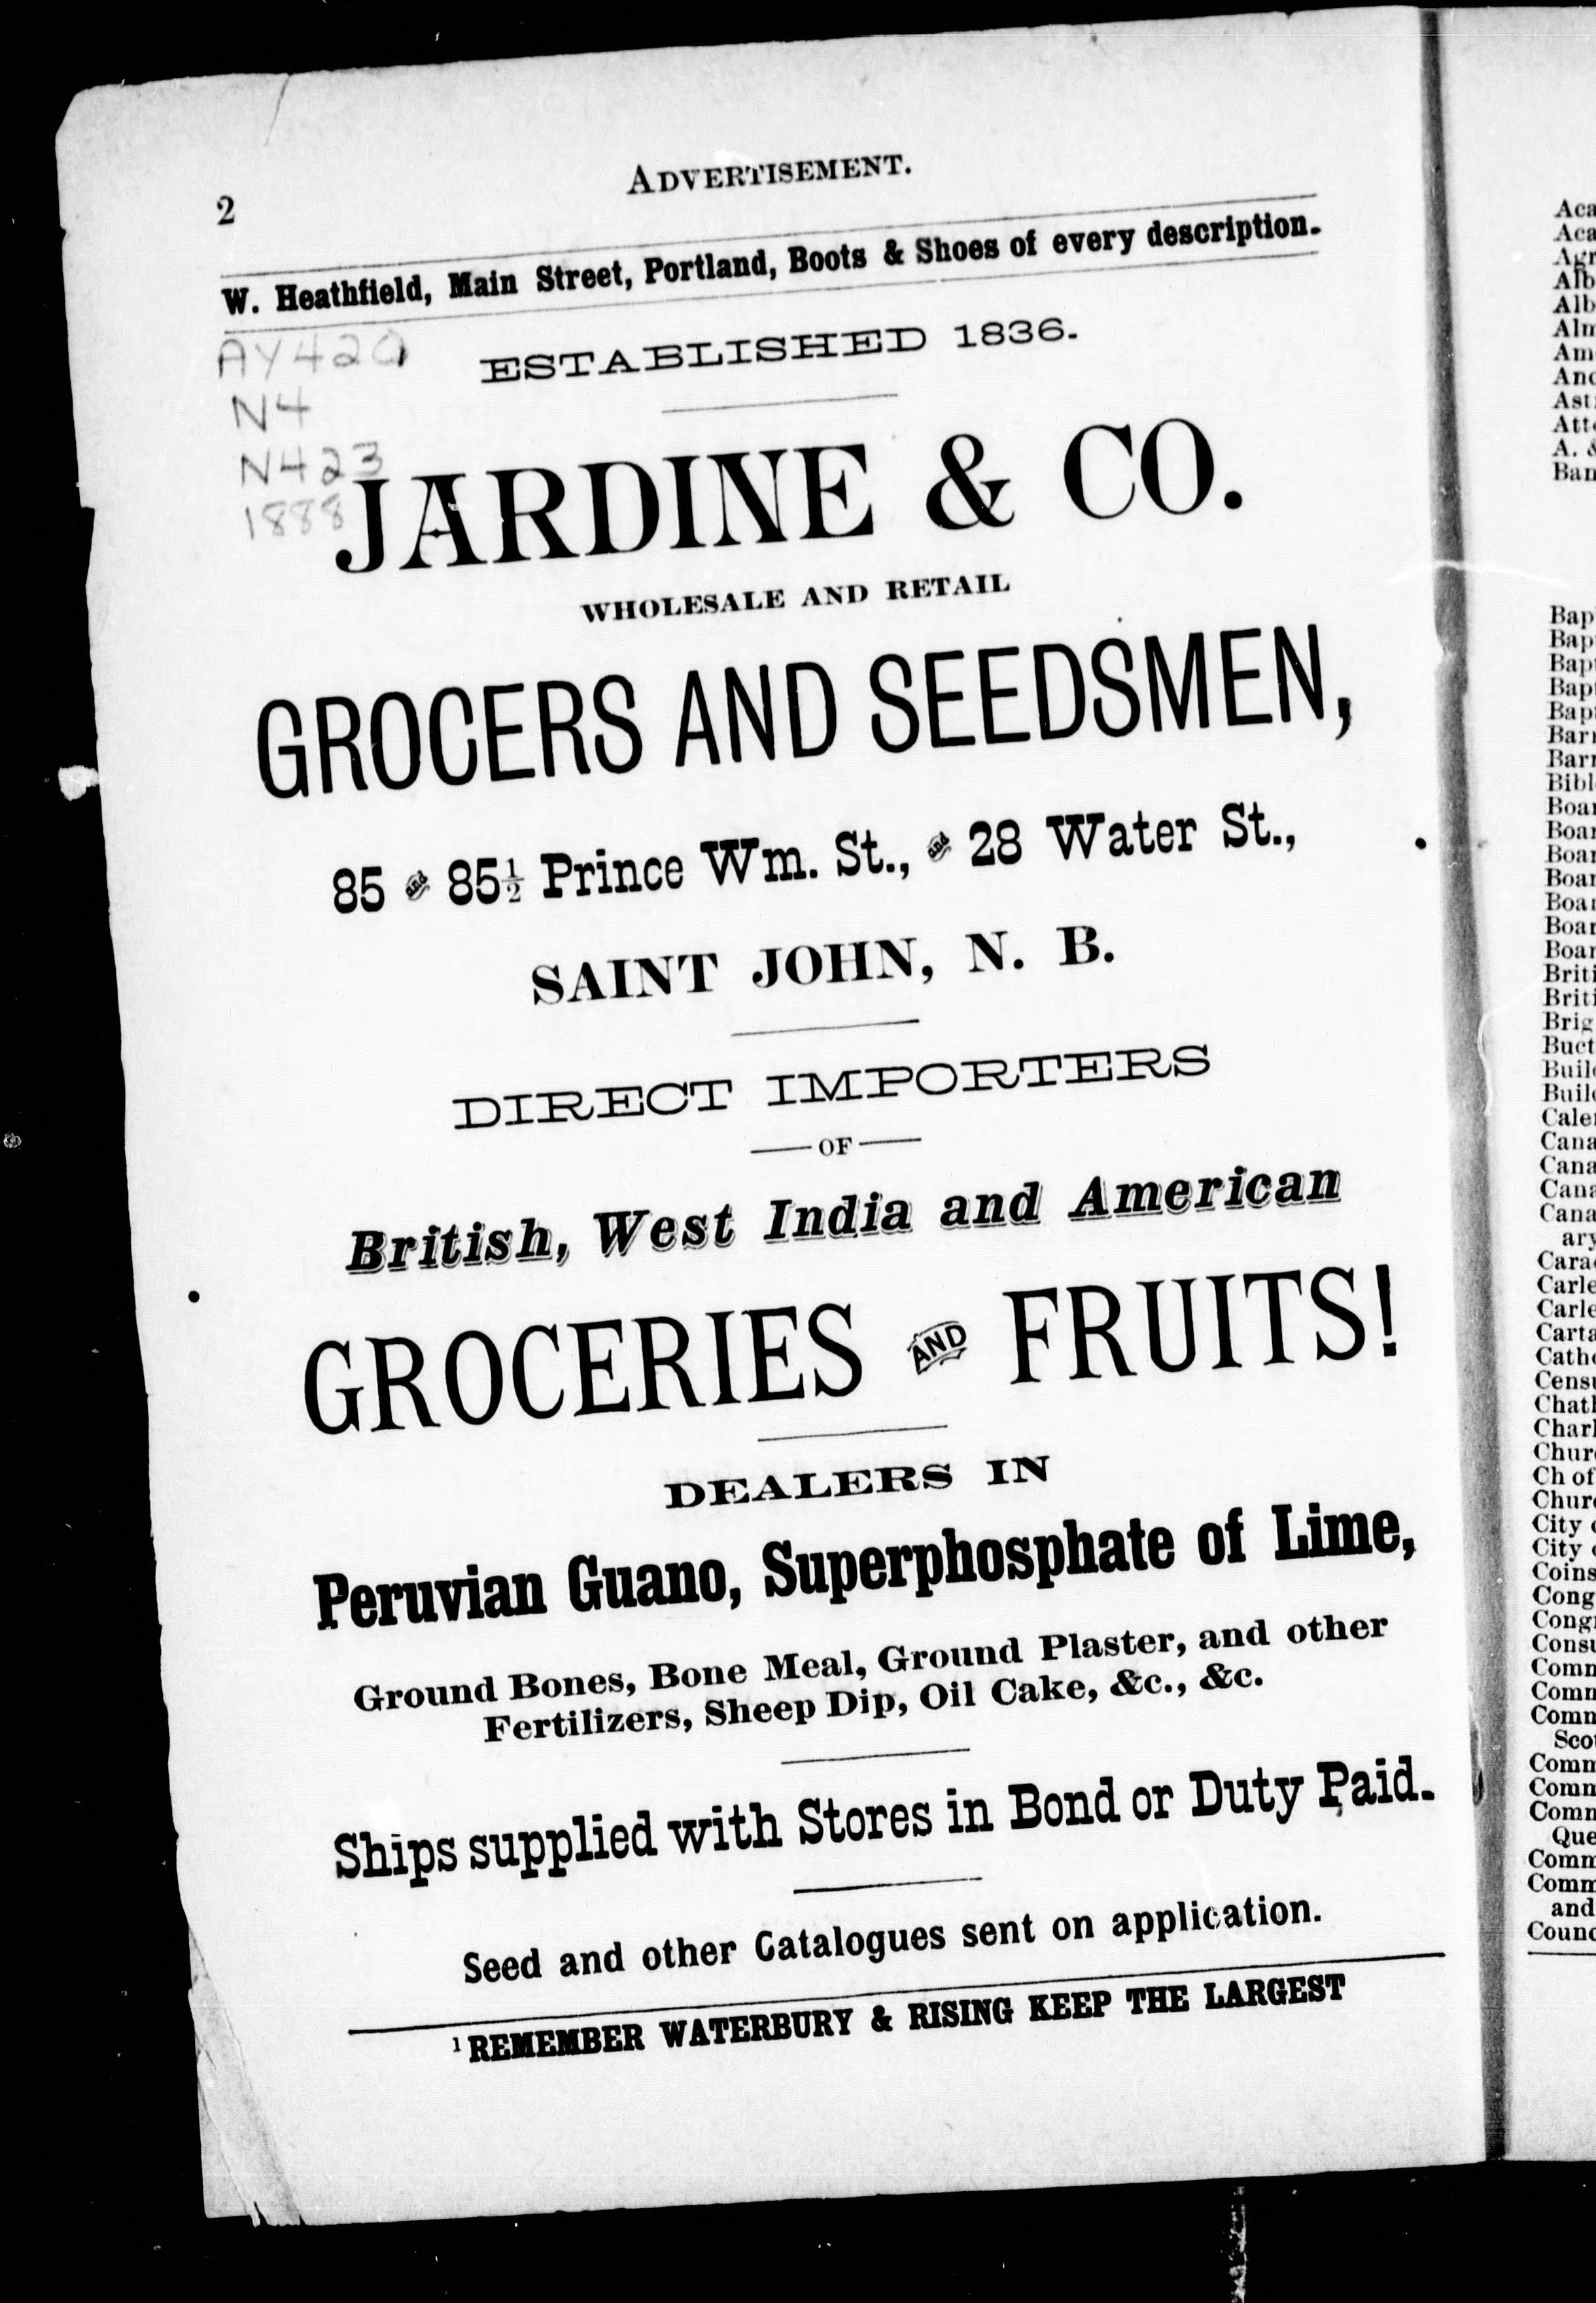 2
ADVERTISEMENT.
W. Heathfield, Main Street, Portland, Boots & Shoes of every description.
AY420
N4
N423
1888
ESTABLISHED 1836.
JARDINE & CO.
WHOLESALE AND RETAIL
GROCERS AND SEEDSMEN,
85 and 85½ Prince Wm. St., and 28 Water St.,
SAINT JOHN, N. B.
DIRECT IMPORTERS
OF
British, West India and American
GROCERIES AND FRUITS!
DEALERS IN
Peruvian Guano, Superphosphate of Lime,
Ground Bones, Bone Meal, Ground Plaster, and other
Fertilizers, Sheep Dip, Oil Cake, &c., &c.
Ships supplied with Stores in Bond or Duty Paid.
Seed and other Catalogues sent on application.
1 REMEMBER WATERBURY & RISING KEEP THE LARGEST